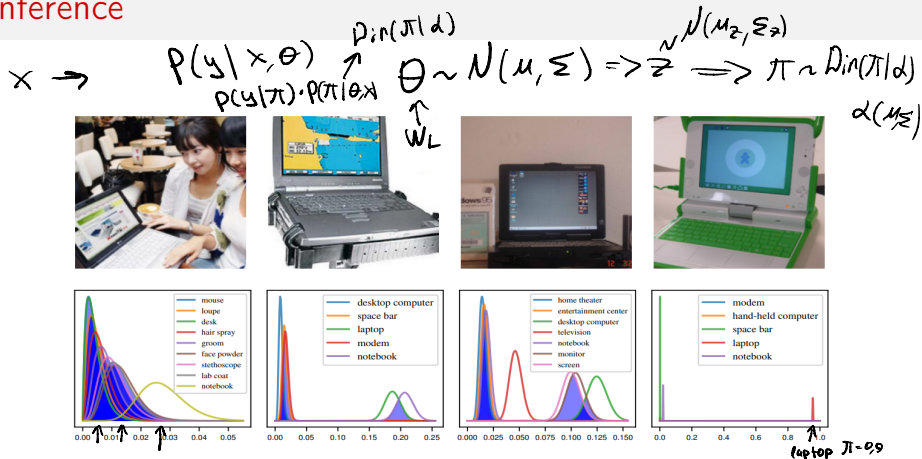 nference
Dir(π|α)
N(μz, Σz)
x → P(y|x,θ) θ ~ N(μ,Σ) => z ~ => π ~ Dir(π|α)
P(y|π)·P(π|θ,x)
α(μ,Σ)
WL
dows 95
mouse
loupe
desk
hair spray
groom
face powder
stethoscope
lab coat
notebook
0.00 0.01 0.02 0.03 0.04 0.05
desktop computer
space bar
laptop
modem
notebook
0.00 0.05 0.10 0.15 0.20 0.25
home theater
entertainment center
desktop computer
television
notebook
monitor
screen
0.000 0.025 0.050 0.075 0.100 0.125 0.150
modem
hand-held computer
space bar
laptop
notebook
0.0 0.2 0.4 0.6 0.8 1.0
laptop π=0,9